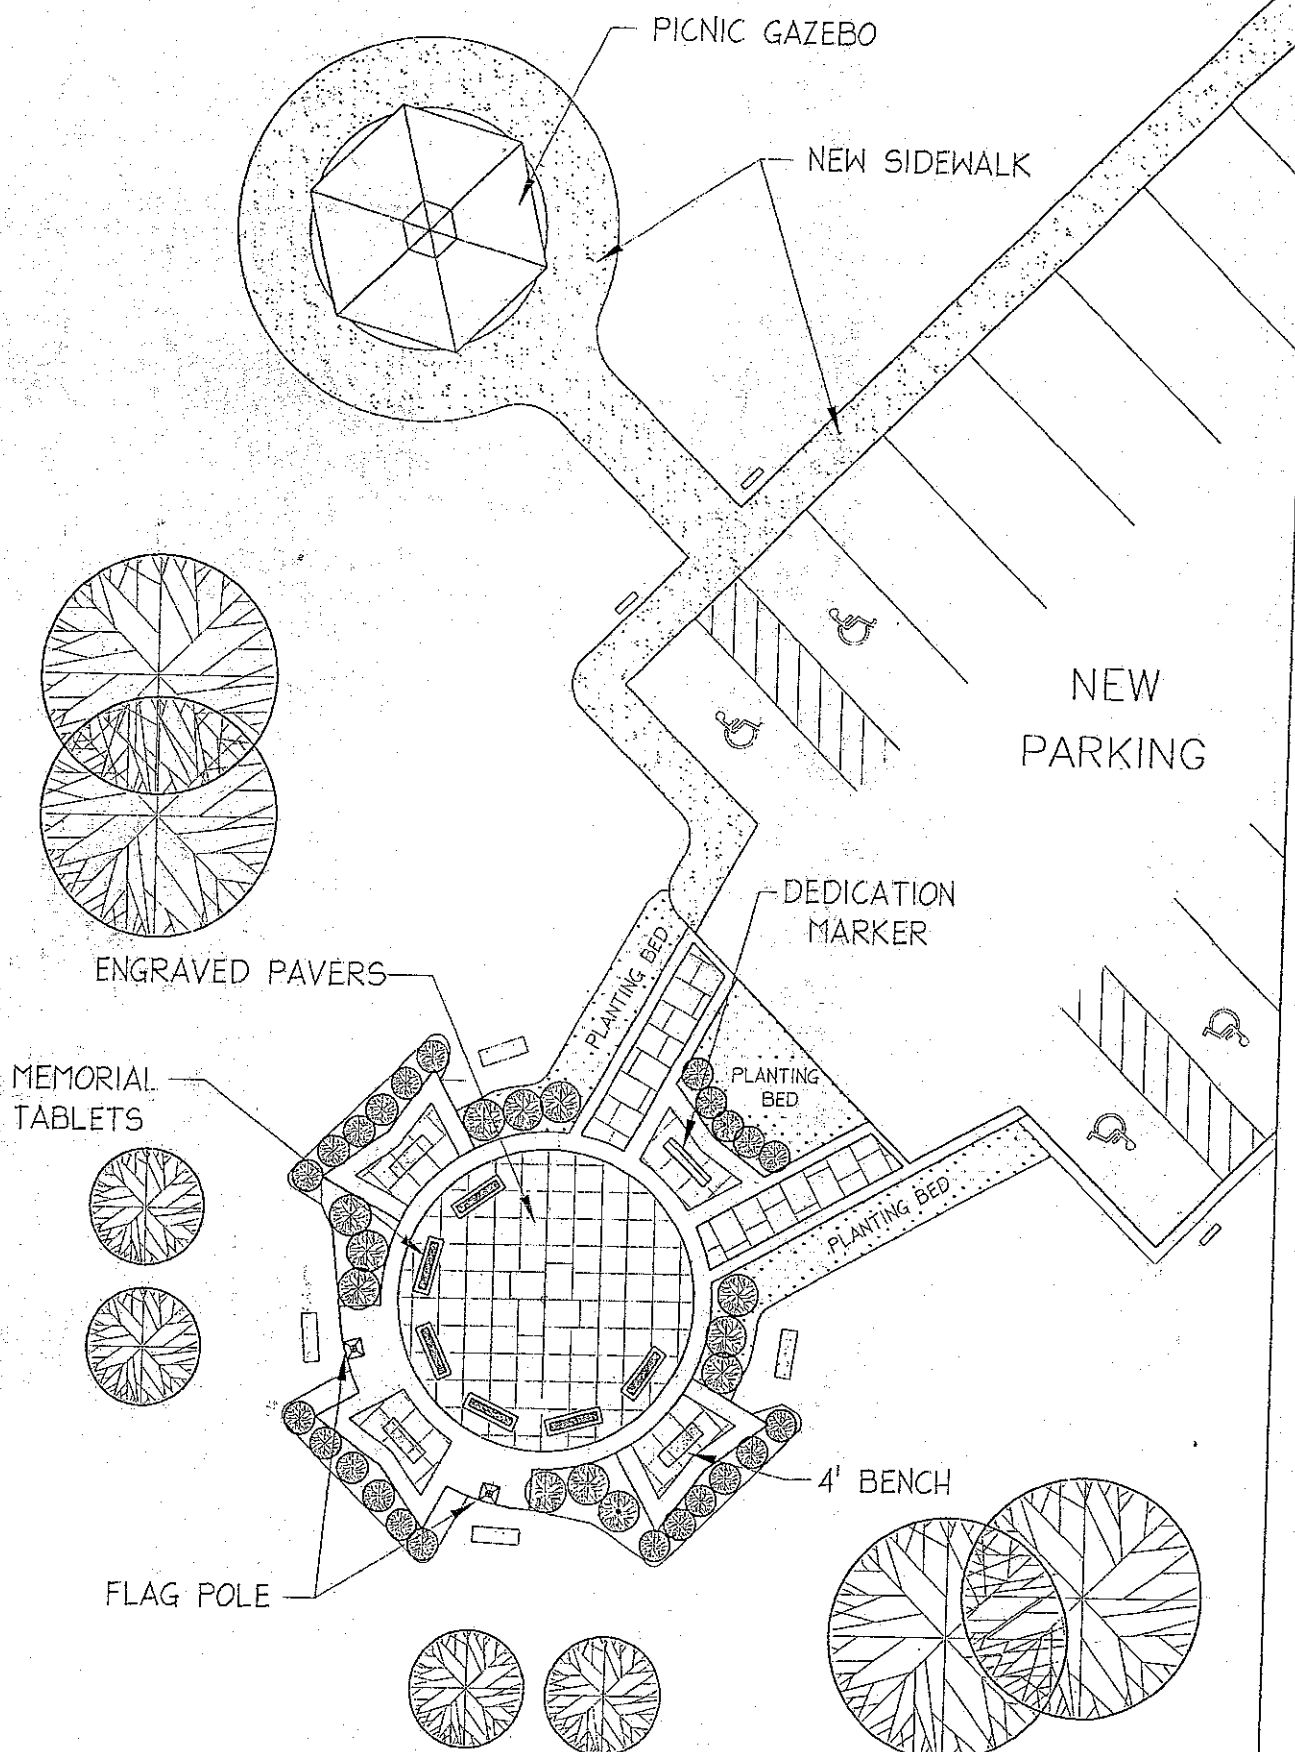 PICNIC GAZEBO
NEW SIDEWALK
NEW
PARKING
DEDICATION
MARKER
ENGRAVED PAVERS
PLANTING BED
MEMORIAL
TABLETS
PLANTING
BED
PLANTING BED
4' BENCH
FLAG POLE